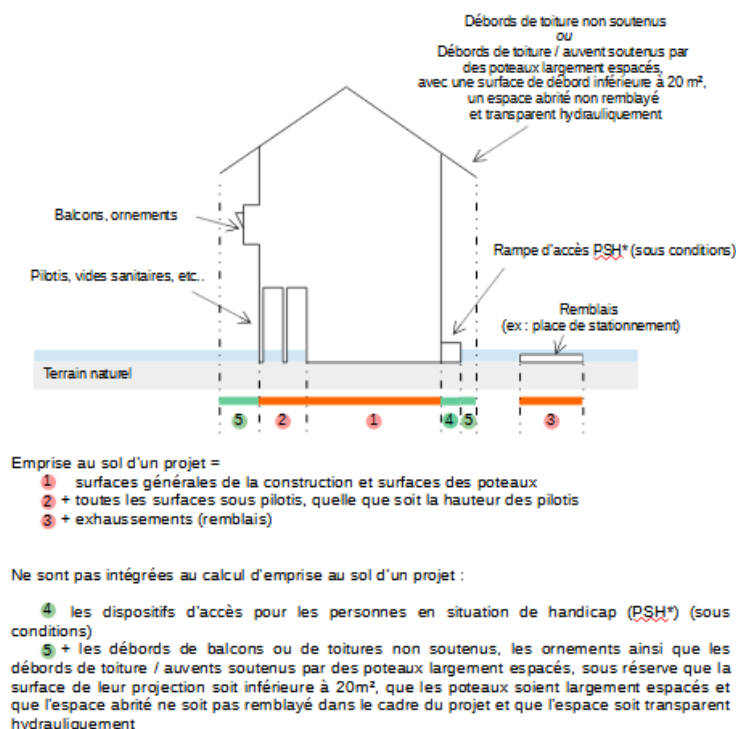 Débords de toiture non soutenus
ou
Débords de toiture / auvent soutenus par
des poteaux largement espacés,
avec une surface de débord inférieure à 20 m²,
un espace abrité non remblayé
et transparent hydrauliquement
Balcons, ornements
Rampe d'accès PSH* (sous conditions)
Pilotis, vides sanitaires, etc..
Remblais
(ex : place de stationnement)
Terrain naturel
5 2 1 4 5 3
Emprise au sol d'un projet =
1 surfaces générales de la construction et surfaces des poteaux
2 + toutes les surfaces sous pilotis, quelle que soit la hauteur des pilotis
3 + exhaussements (remblais)
Ne sont pas intégrées au calcul d'emprise au sol d'un projet :
4 les dispositifs d'accès pour les personnes en situation de handicap (PSH*) (sous
conditions)
5 + les débords de balcons ou de toitures non soutenus, les ornements ainsi que les
débords de toiture / auvents soutenus par des poteaux largement espacés, sous réserve que la
surface de leur projection soit inférieure à 20m², que les poteaux soient largement espacés et
que l'espace abrité ne soit pas remblayé dans le cadre du projet et que l'espace soit transparent
hydrauliquement